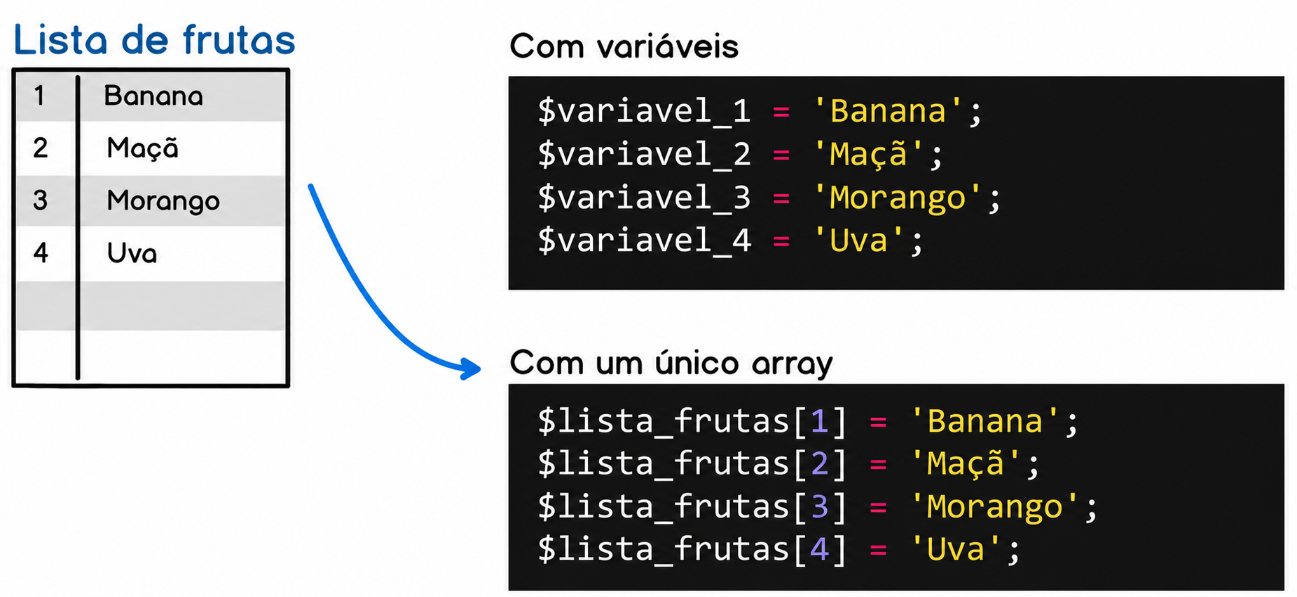 Lista de frutas
1 Banana
2 Maçã
3 Morango
4 Uva
Com variáveis
$variavel_1 = 'Banana';
$variavel_2 = 'Maçã';
$variavel_3 = 'Morango';
$variavel_4 = 'Uva';
Com um único array
$lista_frutas[1] = 'Banana';
$lista_frutas[2] = 'Maçã';
$lista_frutas[3] = 'Morango';
$lista_frutas[4] = 'Uva';